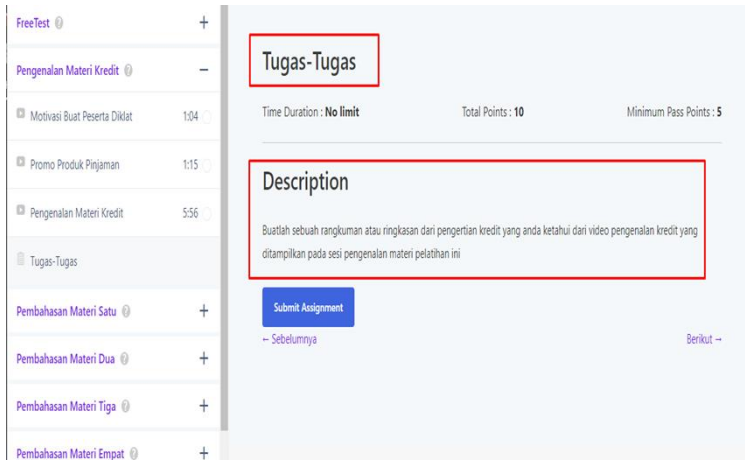 FreeTest
Pengenalan Materi Kredit
Motivasi Buat Peserta Diklat 1:04
Promo Produk Pinjaman 1:15
Pengenalan Materi Kredit 5:56
Tugas-Tugas
Pembahasan Materi Satu
Pembahasan Materi Dua
Pembahasan Materi Tiga
Pembahasan Materi Empat
Tugas-Tugas
Time Duration : No limit Total Points : 10 Minimum Pass Points : 5
Description
Buatlah sebuah rangkuman atau ringkasan dari pengertian kredit yang anda ketahui dari video pengenalan kredit yang
ditampilkan pada sesi pengenalan materi pelatihan ini
Submit Assignment
← Sebelumnya Berikut →